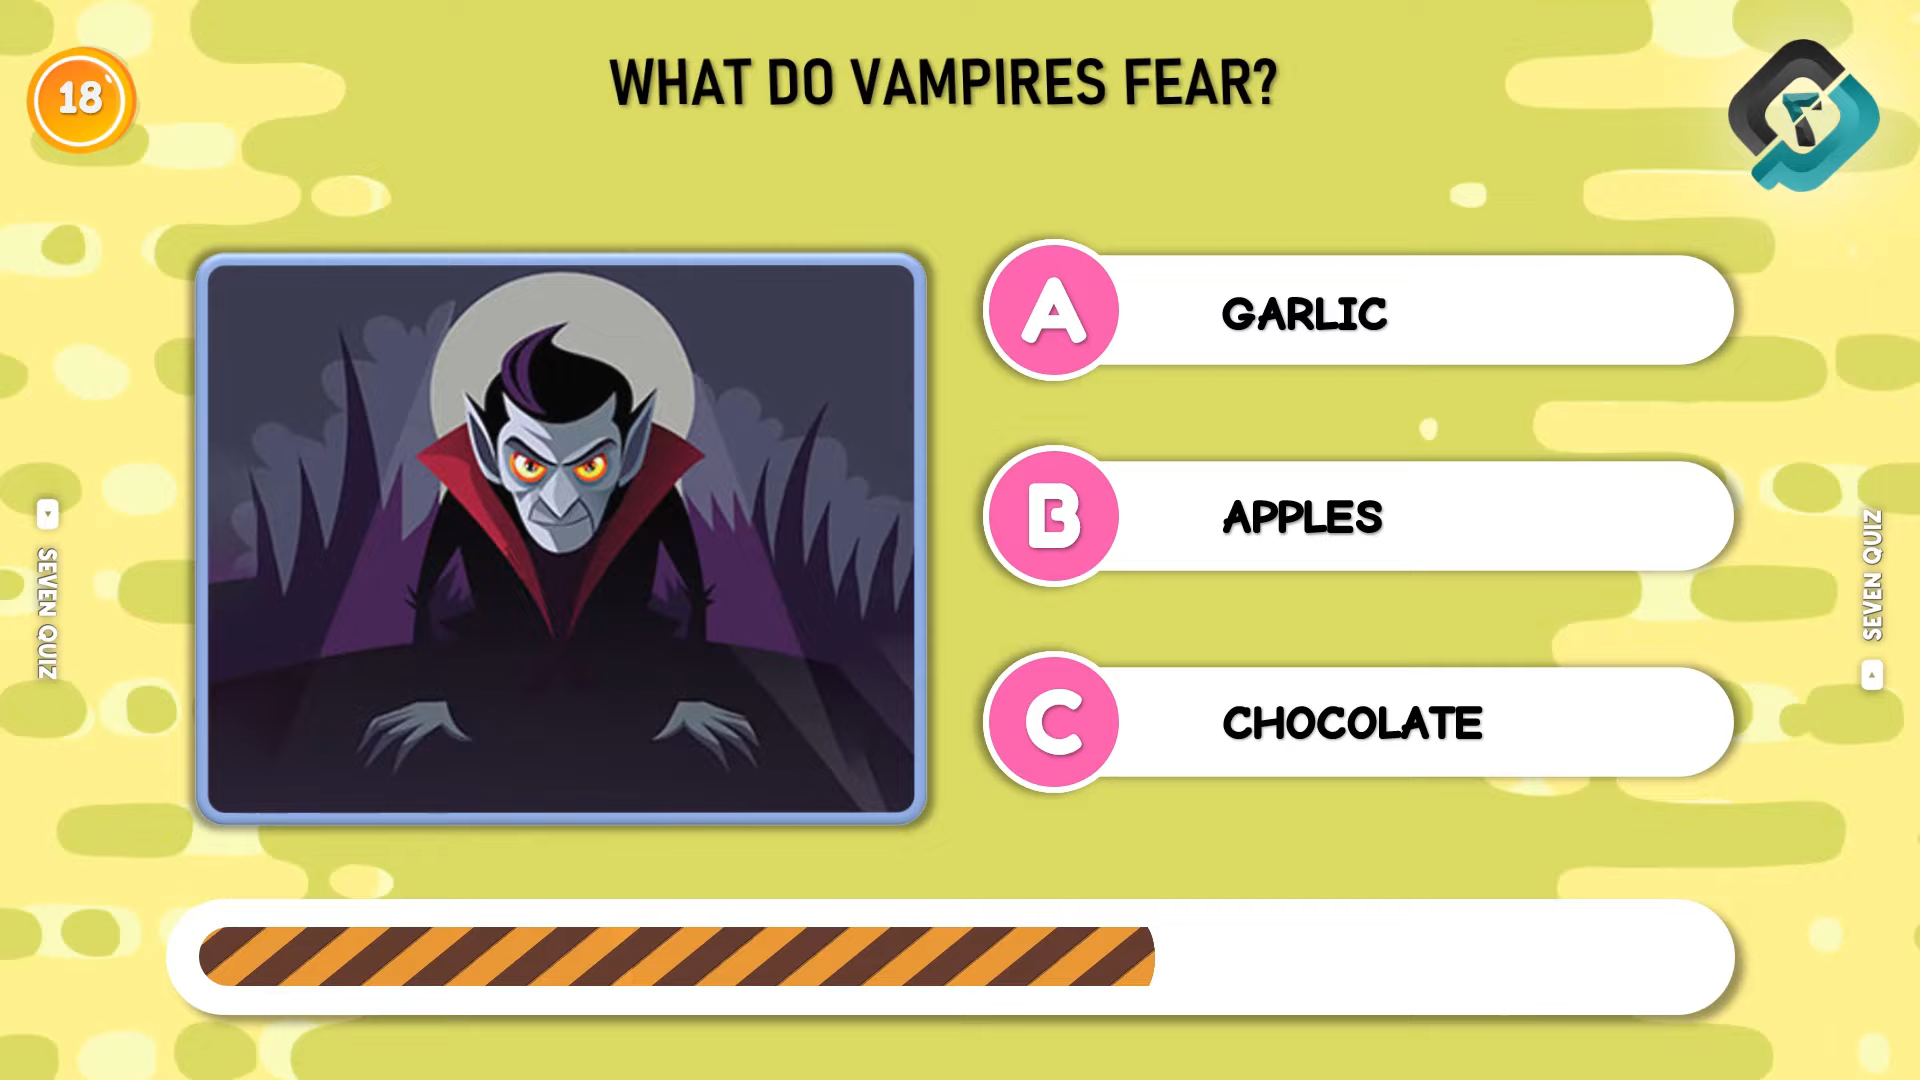 18
WHAT DO VAMPIRES FEAR?
A
GARLIC
B
APPLES
C
CHOCOLATE
SEVEN QUIZ
SEVEN QUIZ